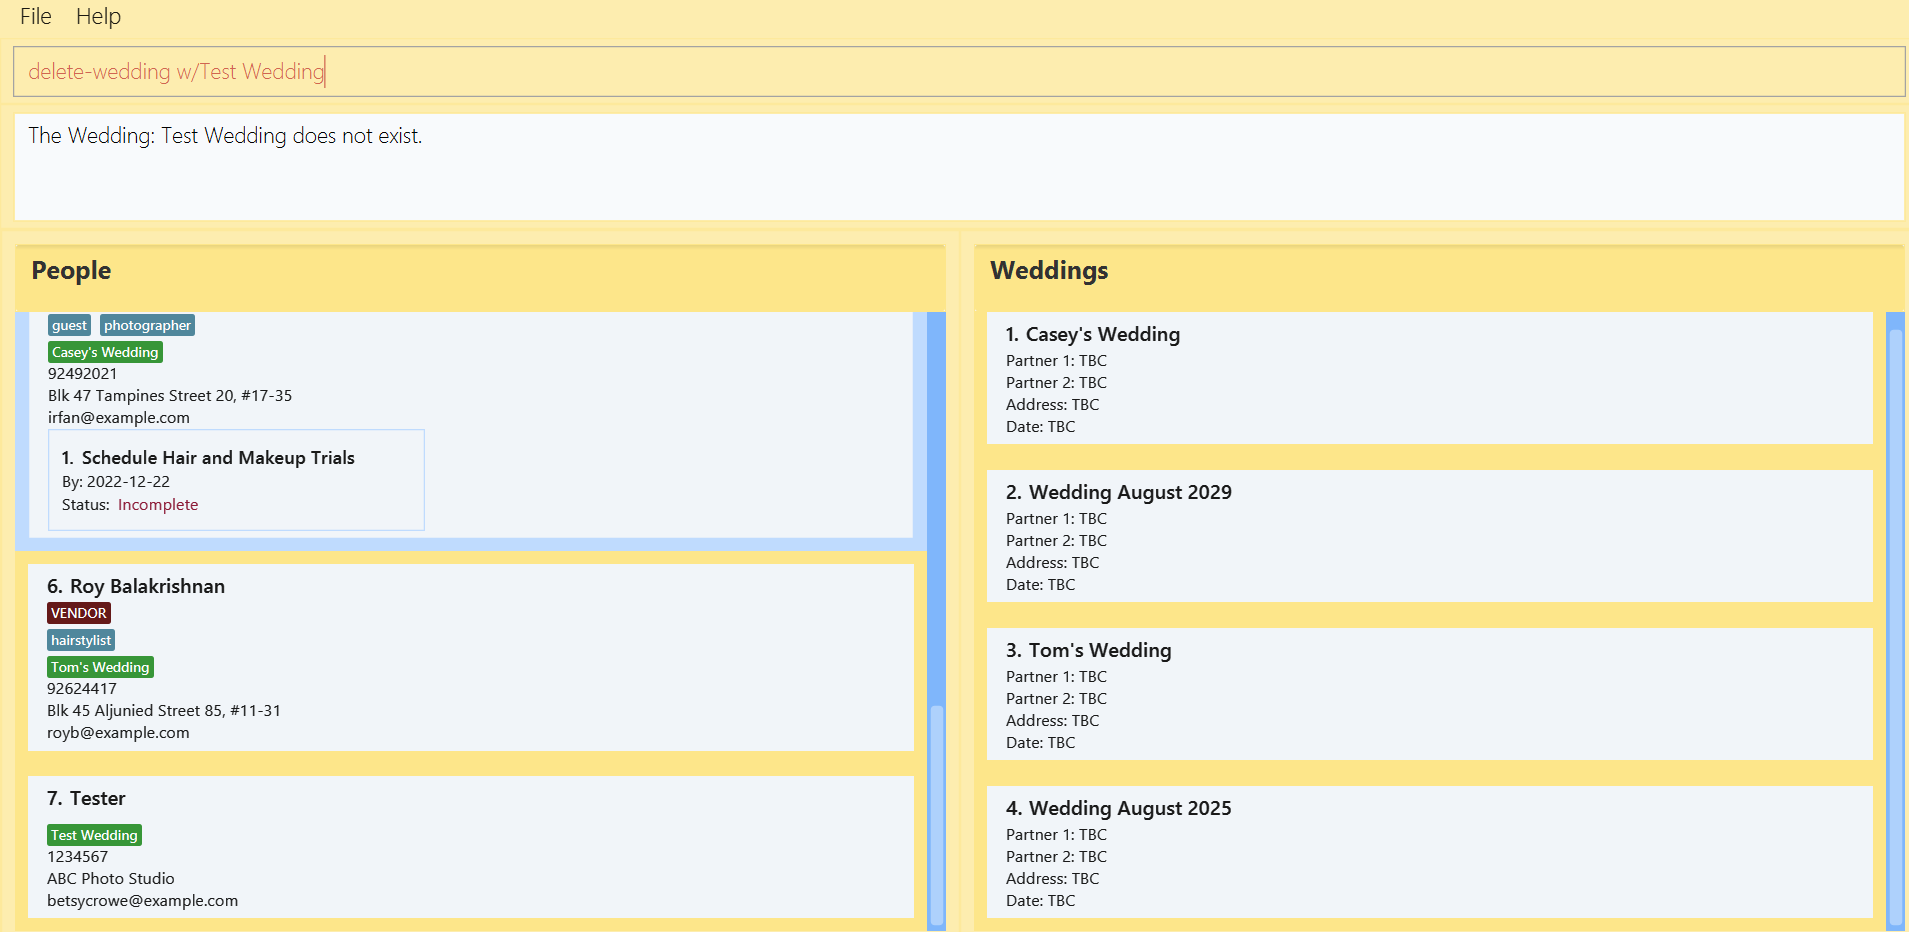 File Help
delete-wedding w/Test Wedding
The Wedding: Test Wedding does not exist.
People
guest photographer
Casey's Wedding
92492021
Blk 47 Tampines Street 20, #17-35
irfan@example.com
1. Schedule Hair and Makeup Trials
By: 2022-12-22
Status: Incomplete
6. Roy Balakrishnan
VENDOR
hairstylist
Tom's Wedding
92624417
Blk 45 Aljunied Street 85, #11-31
royb@example.com
7. Tester
Test Wedding
1234567
ABC Photo Studio
betsycrowe@example.com
Weddings
1. Casey's Wedding
Partner 1: TBC
Partner 2: TBC
Address: TBC
Date: TBC
2. Wedding August 2029
Partner 1: TBC
Partner 2: TBC
Address: TBC
Date: TBC
3. Tom's Wedding
Partner 1: TBC
Partner 2: TBC
Address: TBC
Date: TBC
4. Wedding August 2025
Partner 1: TBC
Partner 2: TBC
Address: TBC
Date: TBC